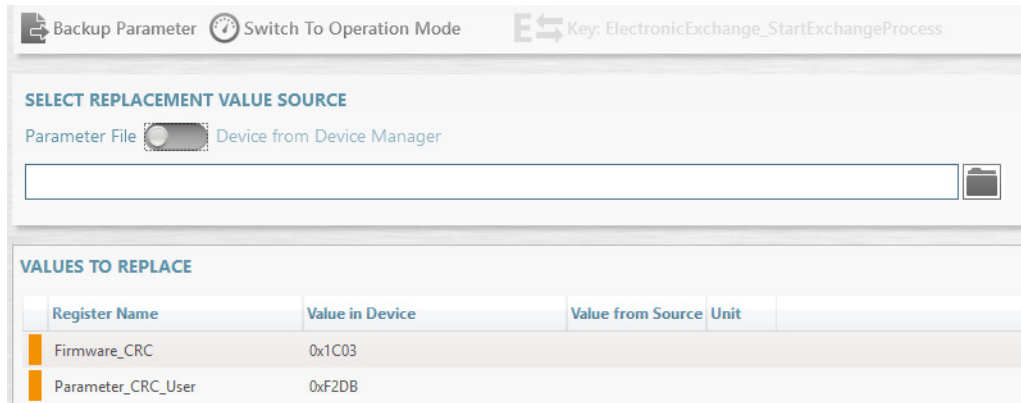 Backup Parameter Switch To Operation Mode E Key: ElectronicExchange_StartExchangeProcess
SELECT REPLACEMENT VALUE SOURCE
Parameter File Device from Device Manager
VALUES TO REPLACE
Register Name Value in Device Value from Source Unit
Firmware_CRC 0x1C03
Parameter_CRC_User 0xF2DB